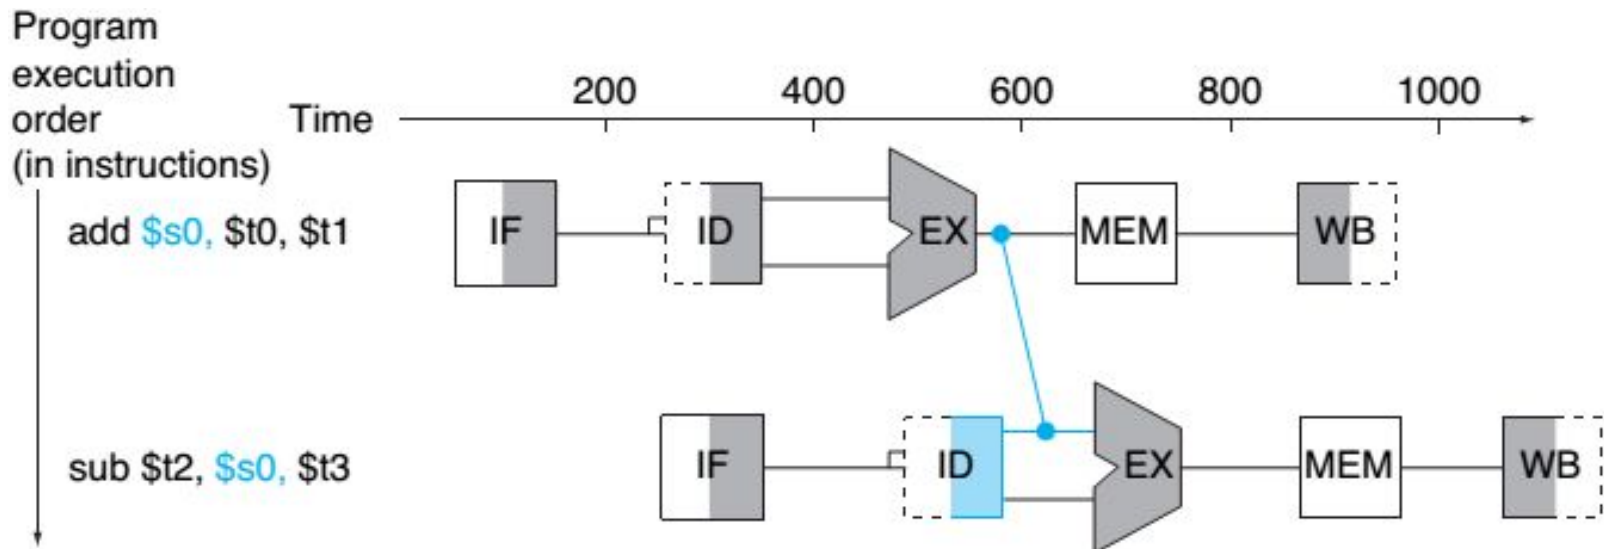 Program
execution
order
(in instructions)
Time
200 400 600 800 1000
add $s0, $t0, $t1
IF ID EX MEM WB
sub $t2, $s0, $t3
IF ID EX MEM WB